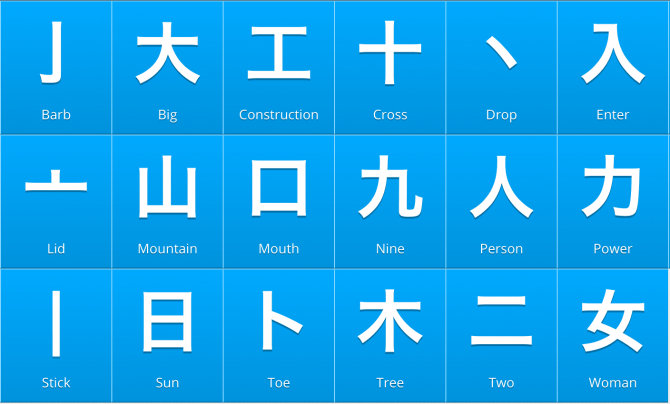 亅 大 工 十 丶 入
Barb Big Construction Cross Drop Enter
亠 山 口 九 人 力
Lid Mountain Mouth Nine Person Power
丨 日 ト 木 二 女
Stick Sun Toe Tree Two Woman